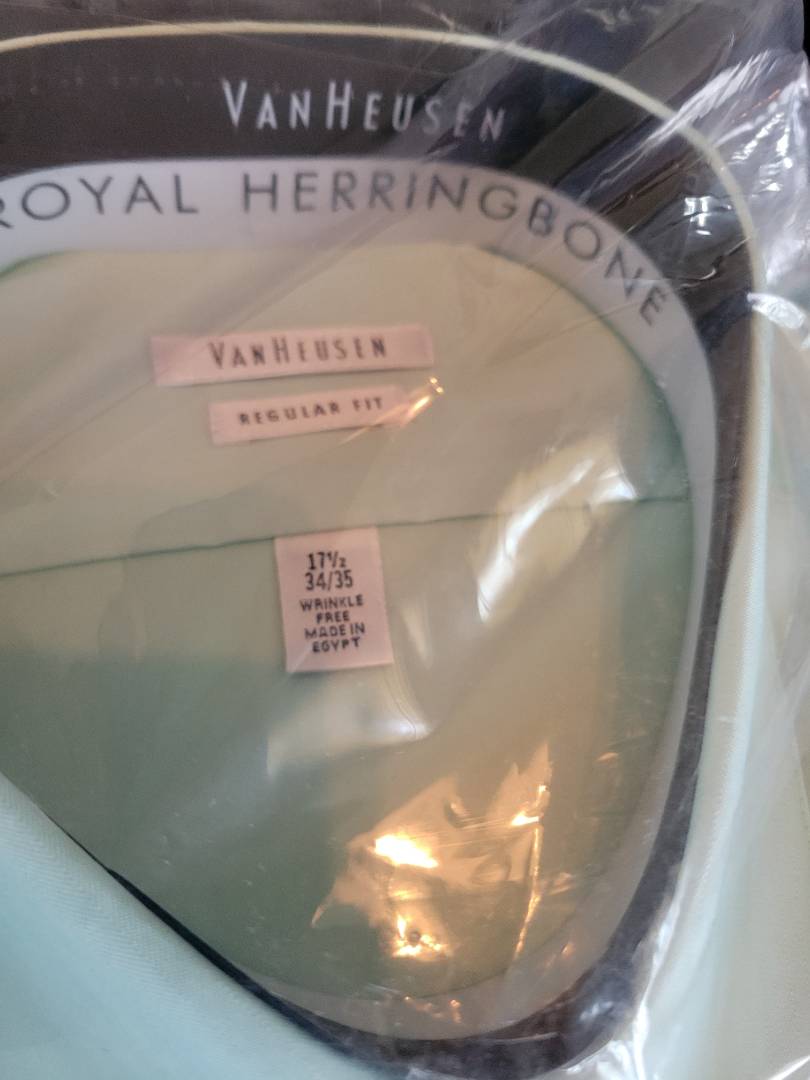 VANHEUSEN
ROYAL HERRINGBONE
VANHEUSEN
REGULAR FIT
17½
34/35
WRINKLE
FREE
MADE IN
EGYPT